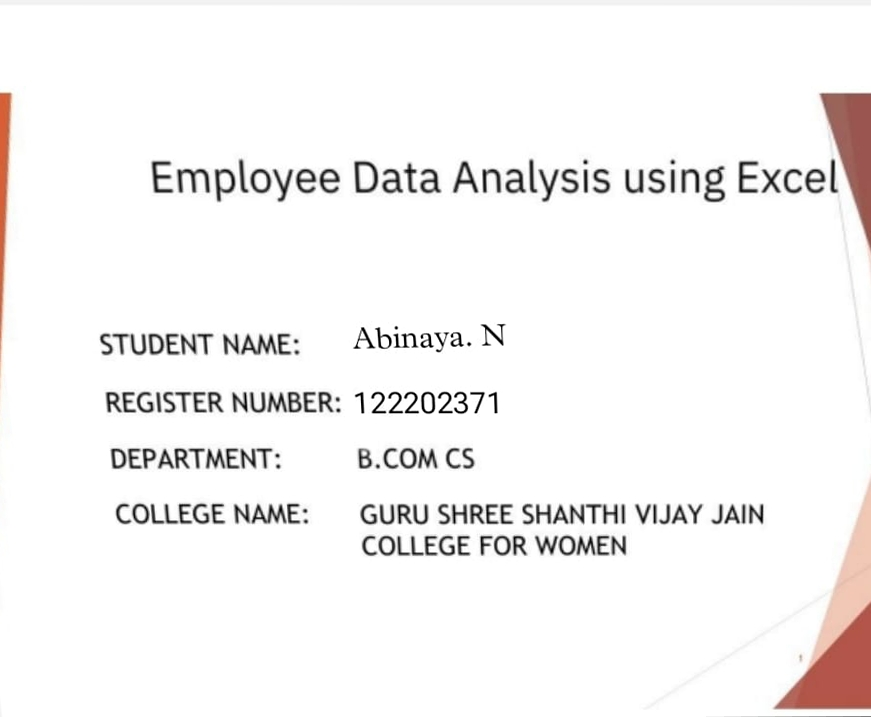 Employee Data Analysis using Excel
STUDENT NAME: Abinaya. N
REGISTER NUMBER: 122202371
DEPARTMENT: B.COM CS
COLLEGE NAME: GURU SHREE SHANTHI VIJAY JAIN
COLLEGE FOR WOMEN
1